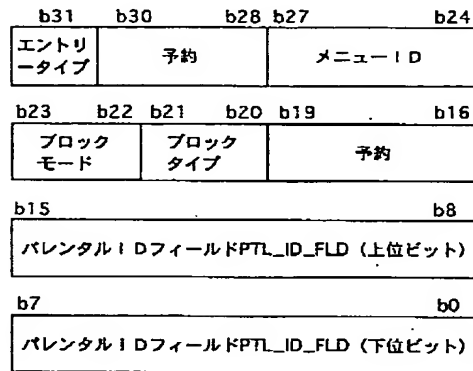 b31 b30 b28 b27 b24
エントリ
ータイプ
予約
メニューID
b23 b22 b21 b20 b19 b16
ブロック
モード
ブロック
タイプ
予約
b15 b8
パレンタルIDフィールドPTL_ID_FLD(上位ビット)
b7 b0
パレンタルIDフィールドPTL_ID_FLD(下位ビット)